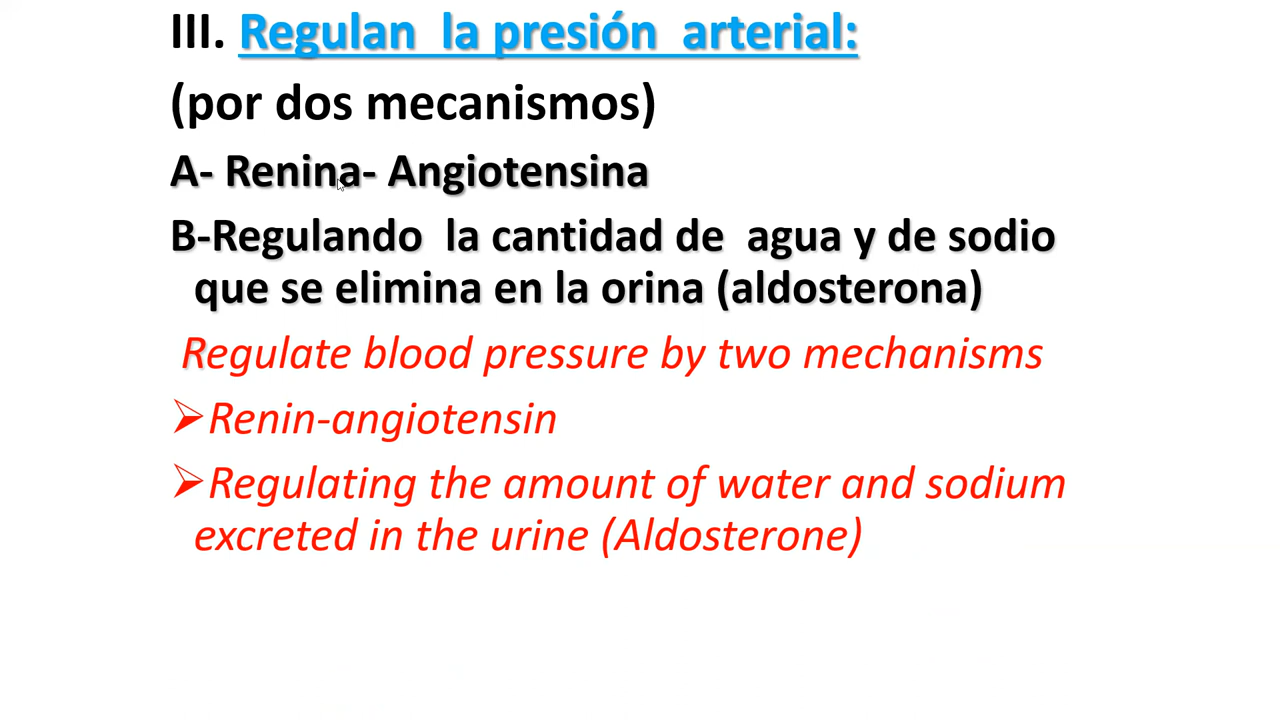 III. Regulan la presión arterial:
(por dos mecanismos)
A- Renina- Angiotensina
B-Regulando la cantidad de agua y de sodio
que se elimina en la orina (aldosterona)
Regulate blood pressure by two mechanisms
➢Renin-angiotensin
➢Regulating the amount of water and sodium
excreted in the urine (Aldosterone)